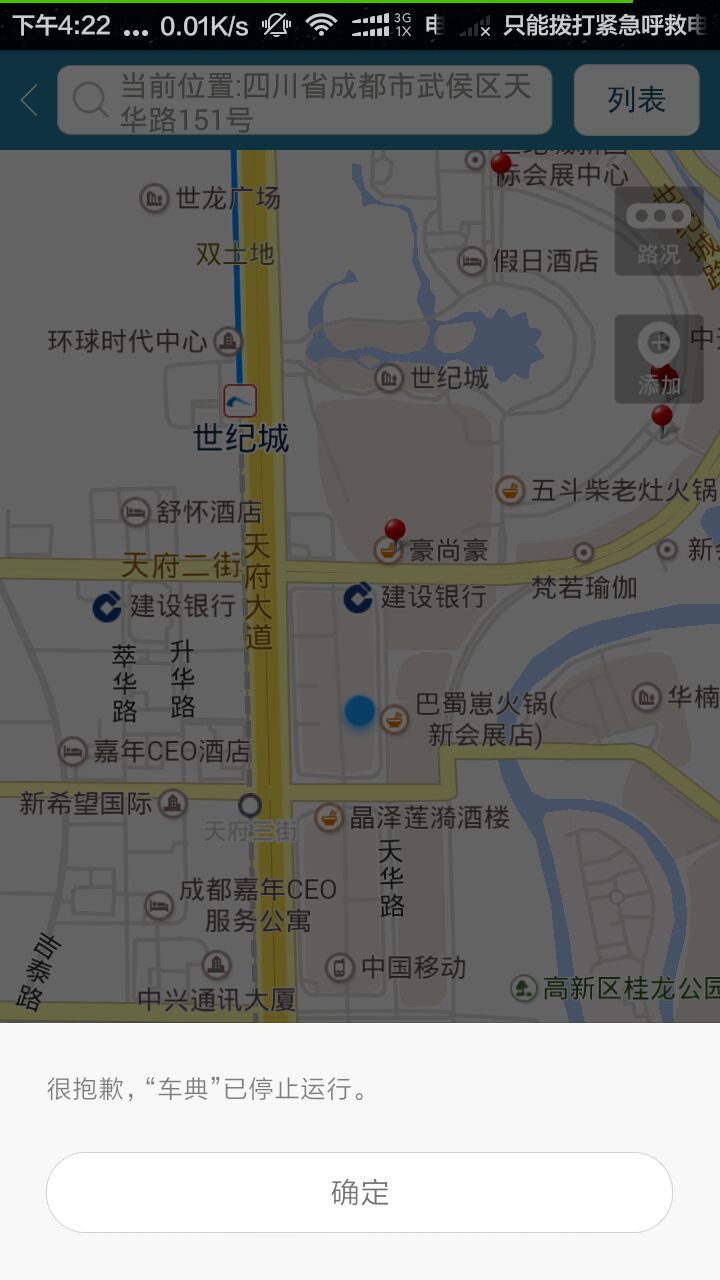 下午4:22 ... 0.01K/s 3G 1X 电 只能拨打紧急呼救电
当前位置:四川省成都市武侯区天
华路151号
列表
际会展中心
世龙广场
双土地
假日酒店
路况
环球时代中心
世纪城
添加
世纪城
五斗柴老灶火锅
舒怀酒店
天府二街
天府大道
豪尚豪
新
梵若瑜伽
建设银行
建设银行
萃华路
升华路
巴蜀崽火锅(
新会展店)
华楠
嘉年CEO酒店
新希望国际
天府三街
晶泽莲漪酒楼
天华路
成都嘉年CEO
服务公寓
吉泰路
中国移动
中兴通讯大厦
高新区桂龙公园
很抱歉，“车典”已停止运行。
确定